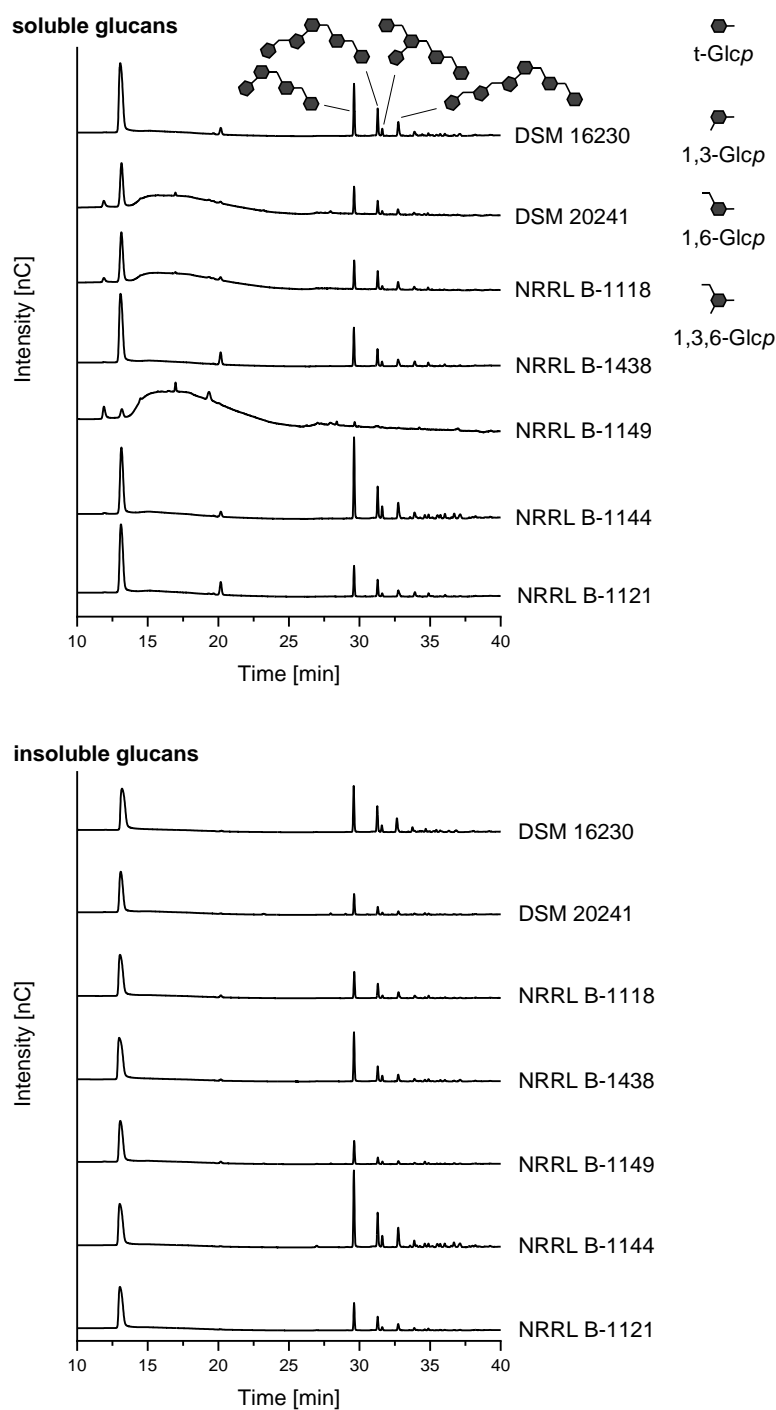 soluble glucans
t-Glcp
DSM 16230
1,3-Glcp
DSM 20241
1,6-Glcp
NRRL B-1118
1,3,6-Glcp
NRRL B-1438
NRRL B-1149
NRRL B-1144
NRRL B-1121
Intensity [nC]
10 15 20 25 30 35 40
Time [min]
insoluble glucans
DSM 16230
DSM 20241
NRRL B-1118
NRRL B-1438
NRRL B-1149
NRRL B-1144
NRRL B-1121
Intensity [nC]
10 15 20 25 30 35 40
Time [min]